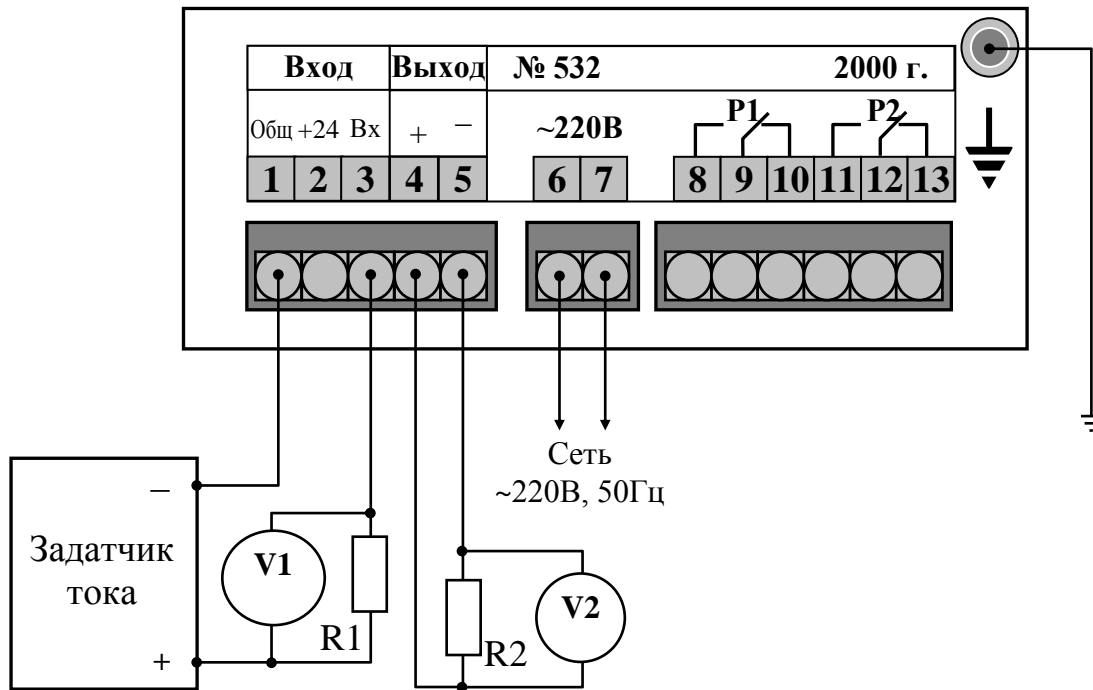 Вход Выход № 532 2000 г.
Общ +24 Вх + − ~220В Р1 Р2
1 2 3 4 5 6 7 8 9 10 11 12 13
Сеть
~220В, 50Гц
−
Задатчик
тока
+
V1
R1
R2
V2